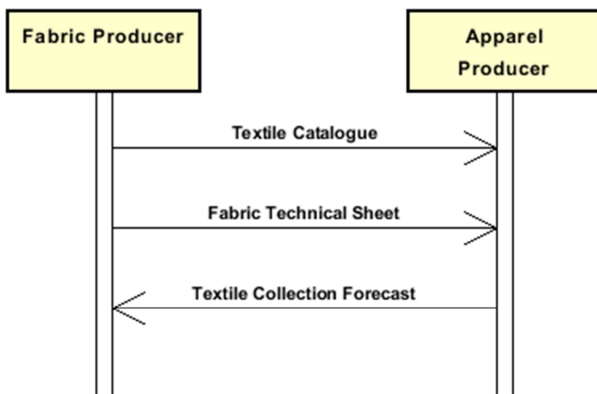 Fabric Producer
Apparel
Producer
Textile Catalogue
Fabric Technical Sheet
Textile Collection Forecast